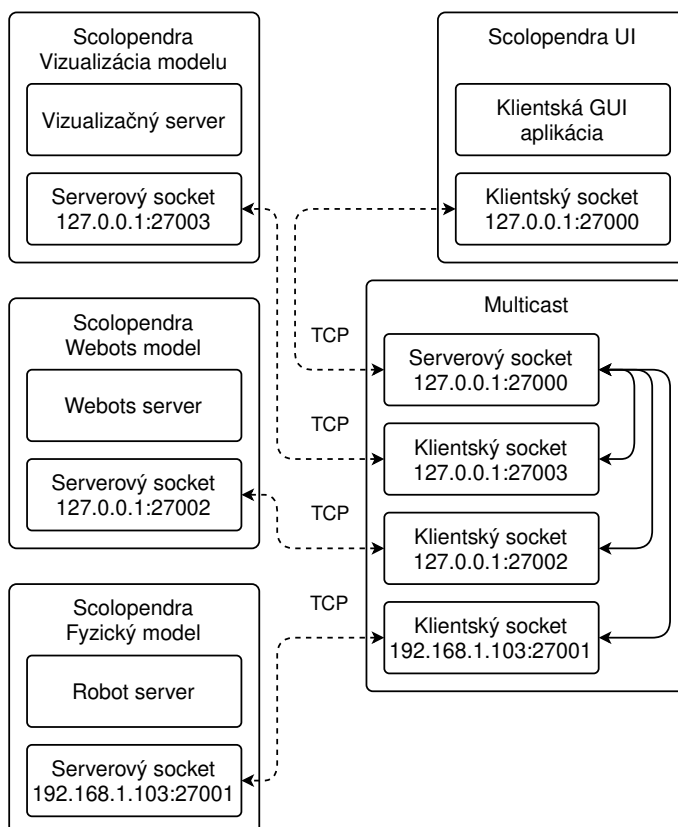 Scolopendra
Vizualizácia modelu
Vizualizačný server
Serverový socket
127.0.0.1:27003
Scolopendra UI
Klientská GUI
aplikácia
Klientský socket
127.0.0.1:27000
Scolopendra
Webots model
Webots server
Serverový socket
127.0.0.1:27002
Scolopendra
Fyzický model
Robot server
Serverový socket
192.168.1.103:27001
TCP
TCP
TCP
TCP
Multicast
Serverový socket
127.0.0.1:27000
Klientský socket
127.0.0.1:27003
Klientský socket
127.0.0.1:27002
Klientský socket
192.168.1.103:27001